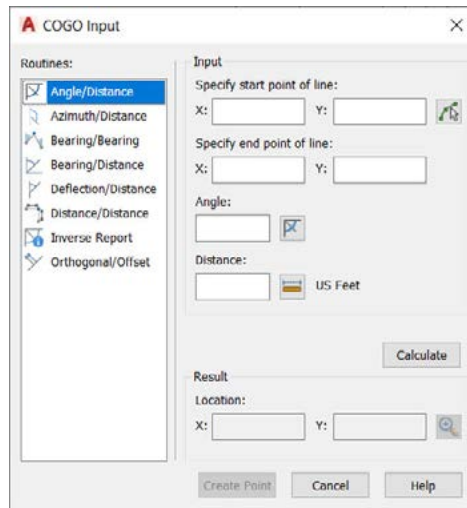 A COGO Input
Routines:
Angle/Distance
Azimuth/Distance
Bearing/Bearing
Bearing/Distance
Deflection/Distance
Distance/Distance
Inverse Report
Orthogonal/Offset
Input
Specify start point of line:
X: Y:
Specify end point of line:
X: Y:
Angle:
Distance:
US Feet
Calculate
Result
Location:
X: Y:
Create Point Cancel Help